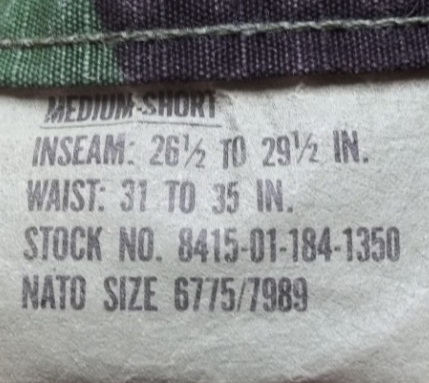 MEDIUM-SHORT
INSEAM: 26½ TO 29½ IN.
WAIST: 31 TO 35 IN.
STOCK NO. 8415-01-184-1350
NATO SIZE 6775/7989